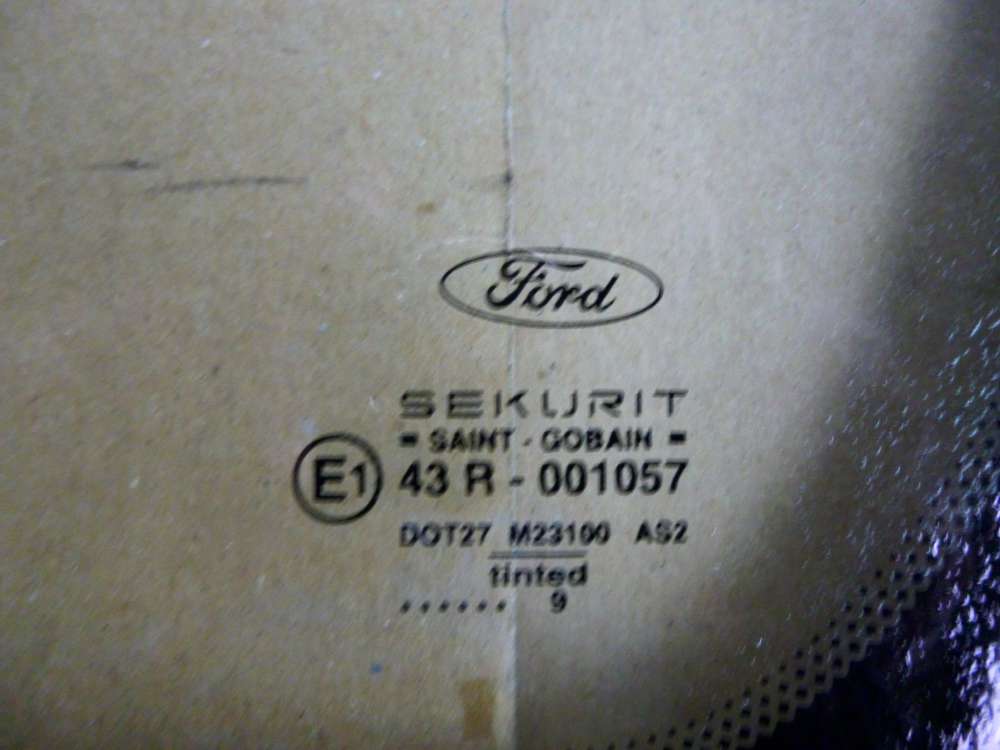 Ford
SEKURIT
= SAINT - GOBAIN =
E1 43 R - 001057
DOT27 M23100 AS2
tinted
...... 9